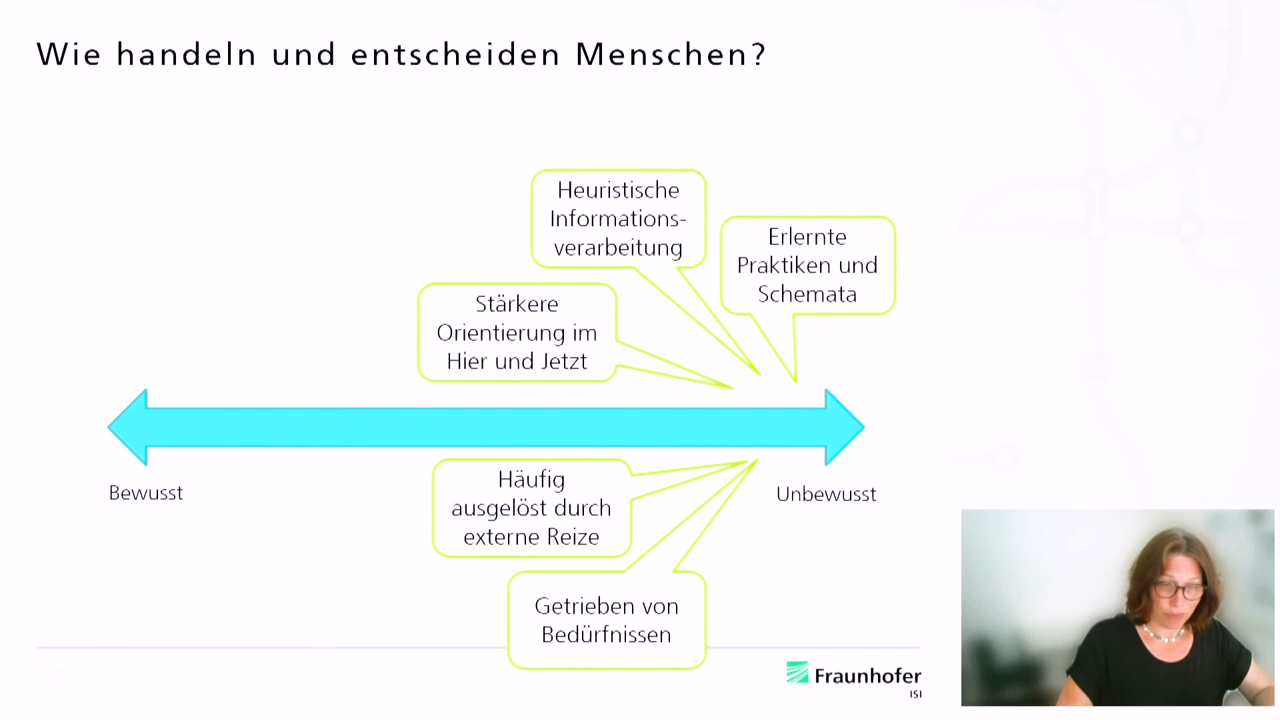 Wie handeln und entscheiden Menschen?
Heuristische
Informations-
verarbeitung
Erlernte
Praktiken und
Schemata
Stärkere
Orientierung im
Hier und Jetzt
Bewusst
Unbewusst
Häufig
ausgelöst durch
externe Reize
Getrieben von
Bedürfnissen
Fraunhofer
ISI